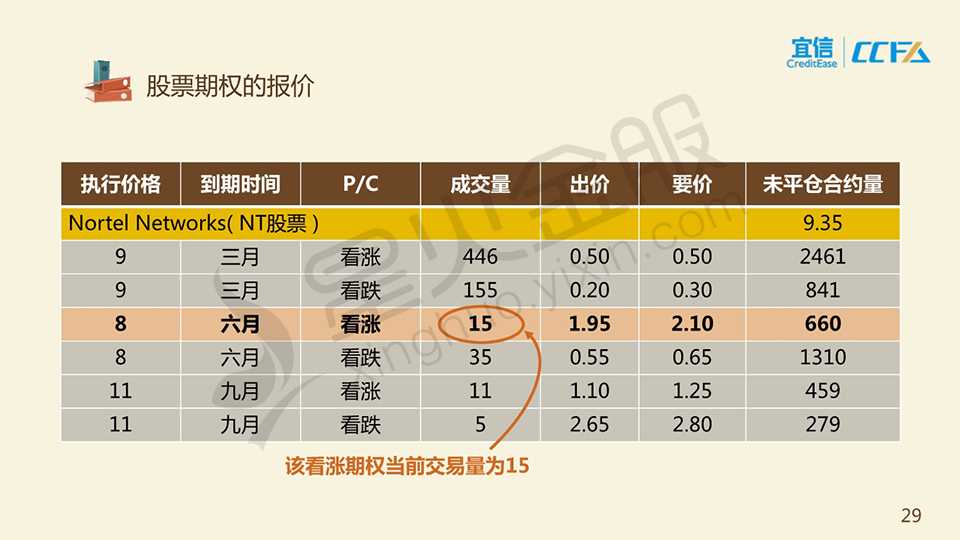 宜信
CreditEase
CCFA
股票期权的报价
执行价格 到期时间 P/C 成交量 出价 要价 未平仓合约量
Nortel Networks( NT股票 ) 9.35
9 三月 看涨 446 0.50 0.50 2461
9 三月 看跌 155 0.20 0.30 841
8 六月 看涨 15 1.95 2.10 660
8 六月 看跌 35 0.55 0.65 1310
11 九月 看涨 11 1.10 1.25 459
11 九月 看跌 5 2.65 2.80 279
该看涨期权当前交易量为15
星火金服
xinghuo.yixin.com
29